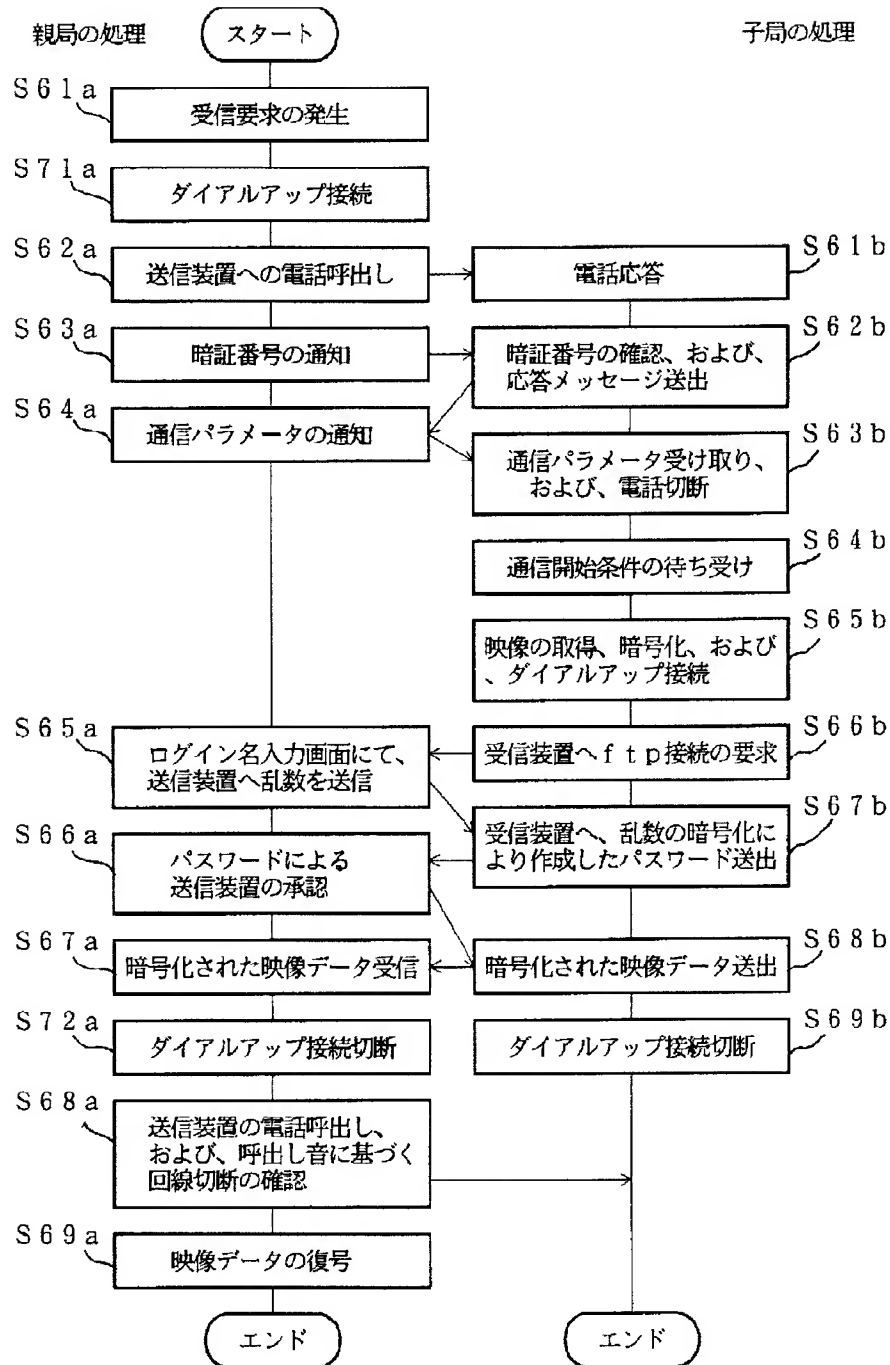 親局の処理
スタート
子局の処理
S61a
受信要求の発生
S71a
ダイアルアップ接続
S62a
送信装置への電話呼出し
S61b
電話応答
S63a
暗証番号の通知
S62b
暗証番号の確認、および、
応答メッセージ送出
S64a
通信パラメータの通知
S63b
通信パラメータ受け取り、
および、電話切断
S64b
通信開始条件の待ち受け
S65b
映像の取得、暗号化、および
、ダイアルアップ接続
S65a
ログイン名入力画面にて、
送信装置へ乱数を送信
S66b
受信装置へftp接続の要求
S67b
受信装置へ、乱数の暗号化に
より作成したパスワード送出
S66a
パスワードによる
送信装置の承認
S67a
暗号化された映像データ受信
S68b
暗号化された映像データ送出
S72a
ダイアルアップ接続切断
S69b
ダイアルアップ接続切断
S68a
送信装置の電話呼出し、
および、呼出し音に基づく
回線切断の確認
S69a
映像データの復号
エンド
エンド